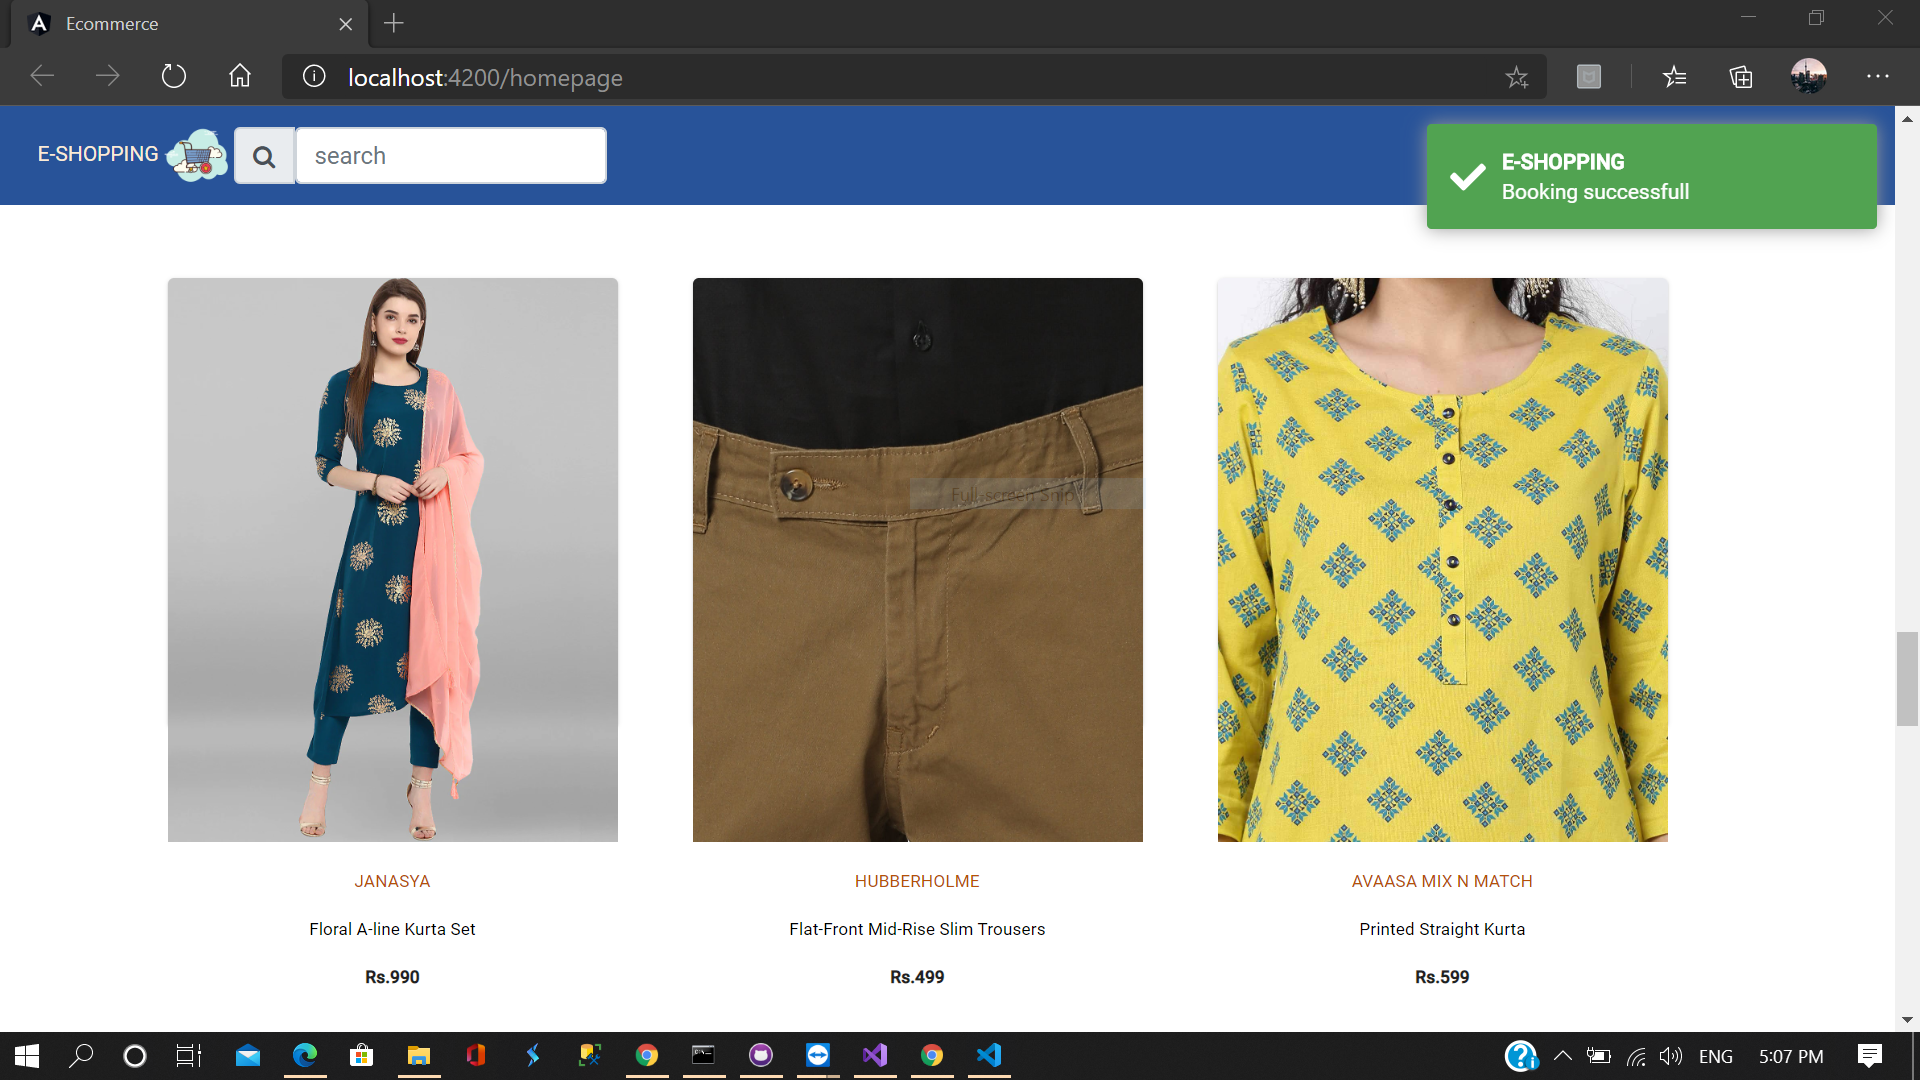 Ecommerce
localhost:4200/homepage
E-SHOPPING
search
E-SHOPPING
Booking successfull
Full-screen Snip
JANASYA
HUBBERHOLME
AVAASA MIX N MATCH
Floral A-line Kurta Set
Flat-Front Mid-Rise Slim Trousers
Printed Straight Kurta
Rs.990
Rs.499
Rs.599
ENG
5:07 PM